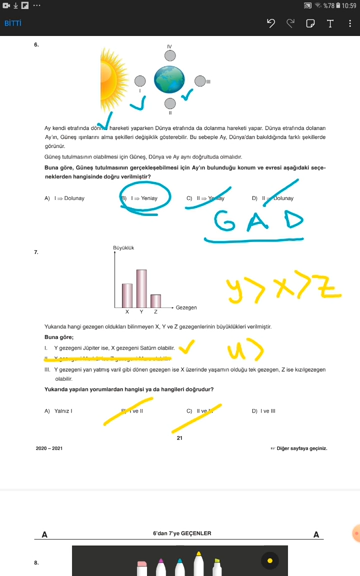 %78 10:59
BİTTİ
T
6.
IV
I
III
II
Ay kendi etrafında dönme hareketi yaparken Dünya etrafında da dolanma hareketi yapar. Dünya etrafında dolanan
Ay'ın, Güneş ışınlarını alma şekilleri değişiklik gösterebilir. Bu sebeple Ay, Dünya'dan bakıldığında farklı şekillerde
görünür.
Güneş tutulmasının olabilmesi için Güneş, Dünya ve Ay aynı doğrultuda olmalıdır.
Buna göre, Güneş tutulmasının gerçekleşebilmesi için Ay'ın bulunduğu konum ve evresi aşağıdaki seçe-
neklerden hangisinde doğru verilmiştir?
A) I ⇒ Dolunay B) I ⇒ Yeniay C) II ⇒ Yeniay D) II ⇒ Dolunay
G A D
7.
Büyüklük
X Y Z
Gezegen
y > x > z
Yukarıda hangi gezegen oldukları bilinmeyen X, Y ve Z gezegenlerinin büyüklükleri verilmiştir.
Buna göre;
I. Y gezegeni Jüpiter ise, X gezegeni Satürn olabilir.
u >
II. X gezegeni
III. Y gezegeni yan yatmış varil gibi dönen gezegen ise X üzerinde yaşamın olduğu tek gezegen, Z ise kızılgezegen
olabilir.
Yukarıda yapılan yorumlardan hangisi ya da hangileri doğrudur?
A) Yalnız I B) I ve II C) II ve III D) I ve III
21
2020 – 2021
Diğer sayfaya geçiniz.
A 6'dan 7'ye GEÇENLER A
8.